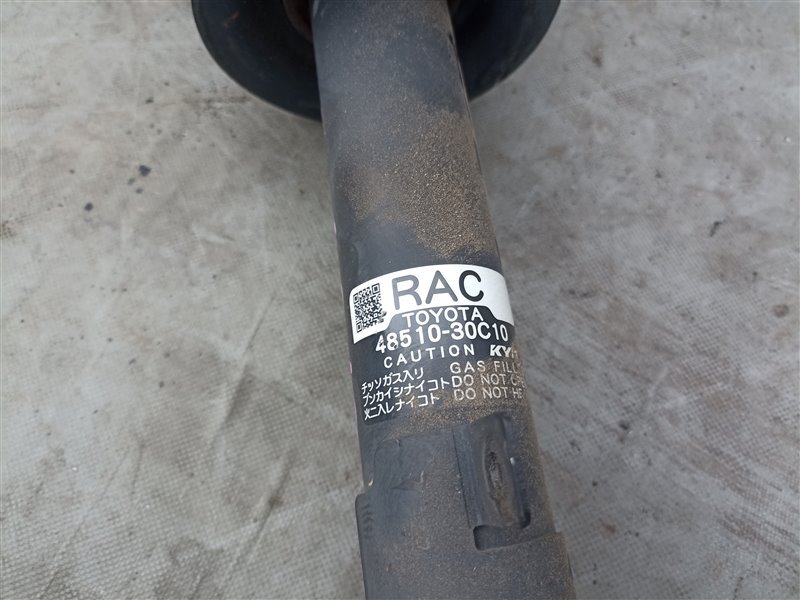 RAC
TOYOTA
48510-30C10
CAUTION KY
チッソガス入り GAS FILL
ブンカイシナイコト DO NOT
火ニ入レナイコト DO NOT HE